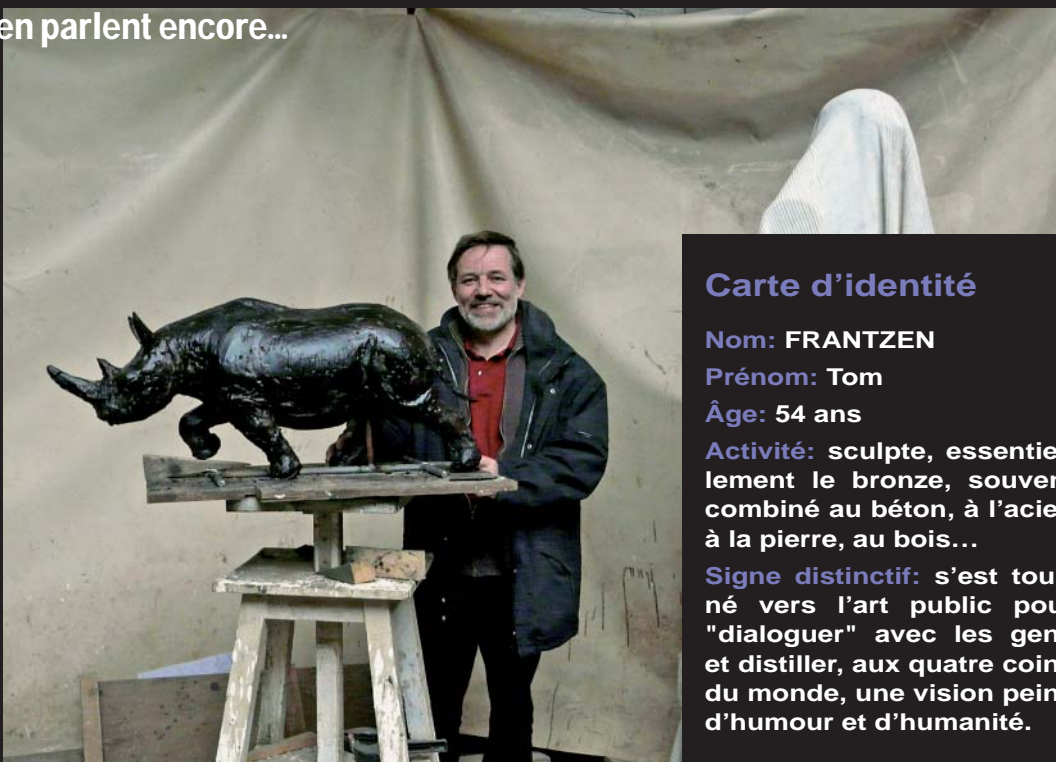 en parlent encore...
Carte d'identité
Nom: FRANTZEN
Prénom: Tom
Âge: 54 ans
Activité: sculpte, essentie
lement le bronze, souven
combiné au béton, à l'acie
à la pierre, au bois…
Signe distinctif: s'est tour
né vers l'art public pou
"dialoguer" avec les gen
et distiller, aux quatre coin
du monde, une vision pein
d'humour et d'humanité.